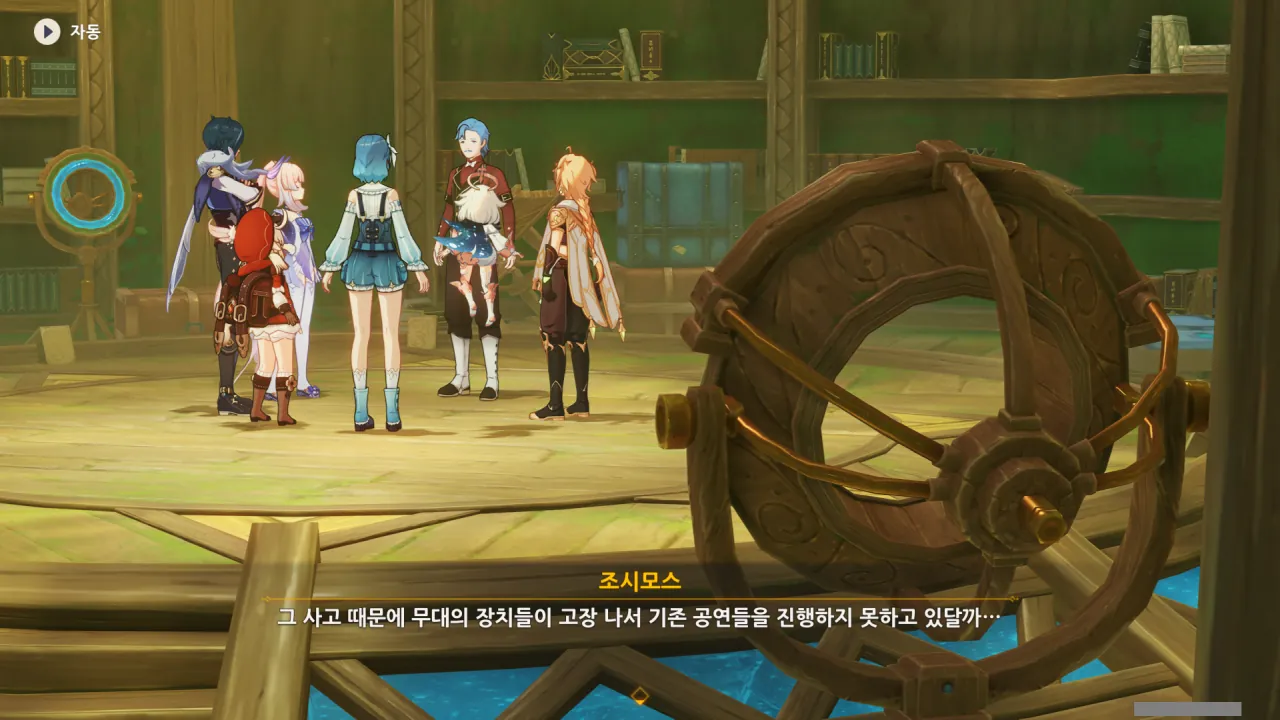 자동
조시모스
그 사고 때문에 무대의 장치들이 고장 나서 기존 공연들을 진행하지 못하고 있달까…